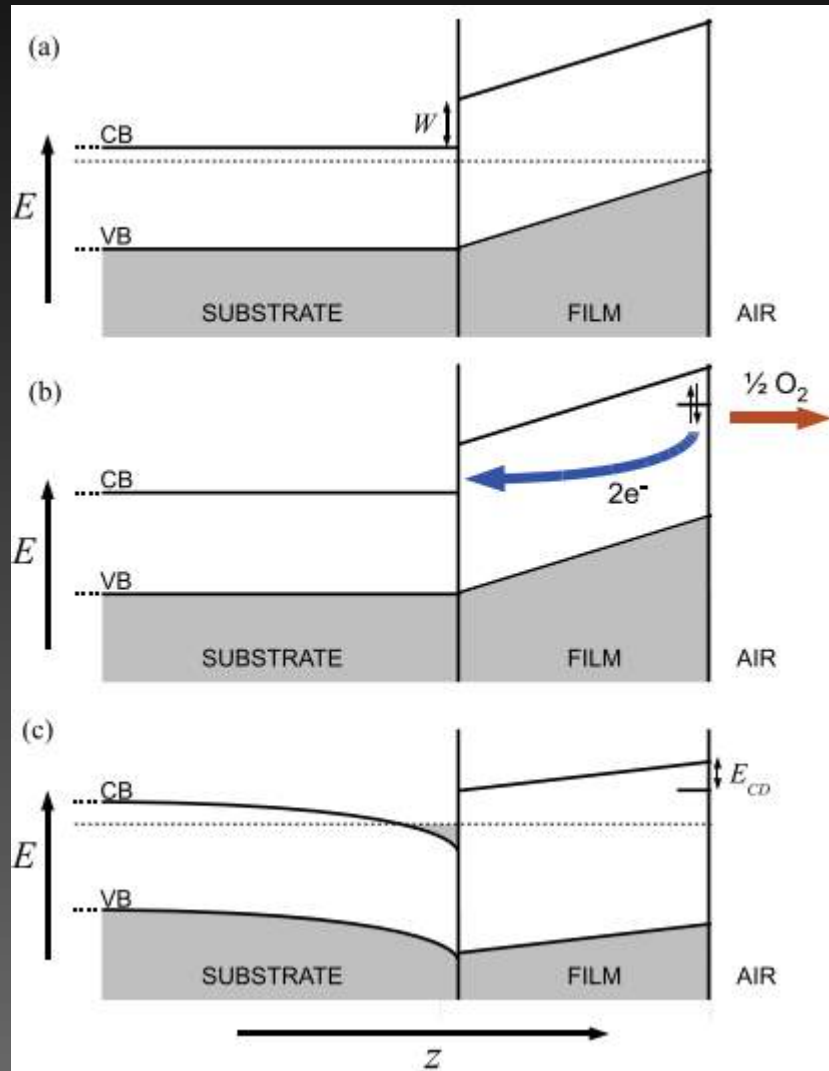 (a)
W
CB
E
VB
SUBSTRATE FILM AIR
(b)
½ O₂
2e⁻
CB
E
VB
SUBSTRATE FILM AIR
(c)
E_CD
CB
E
VB
SUBSTRATE FILM AIR
z